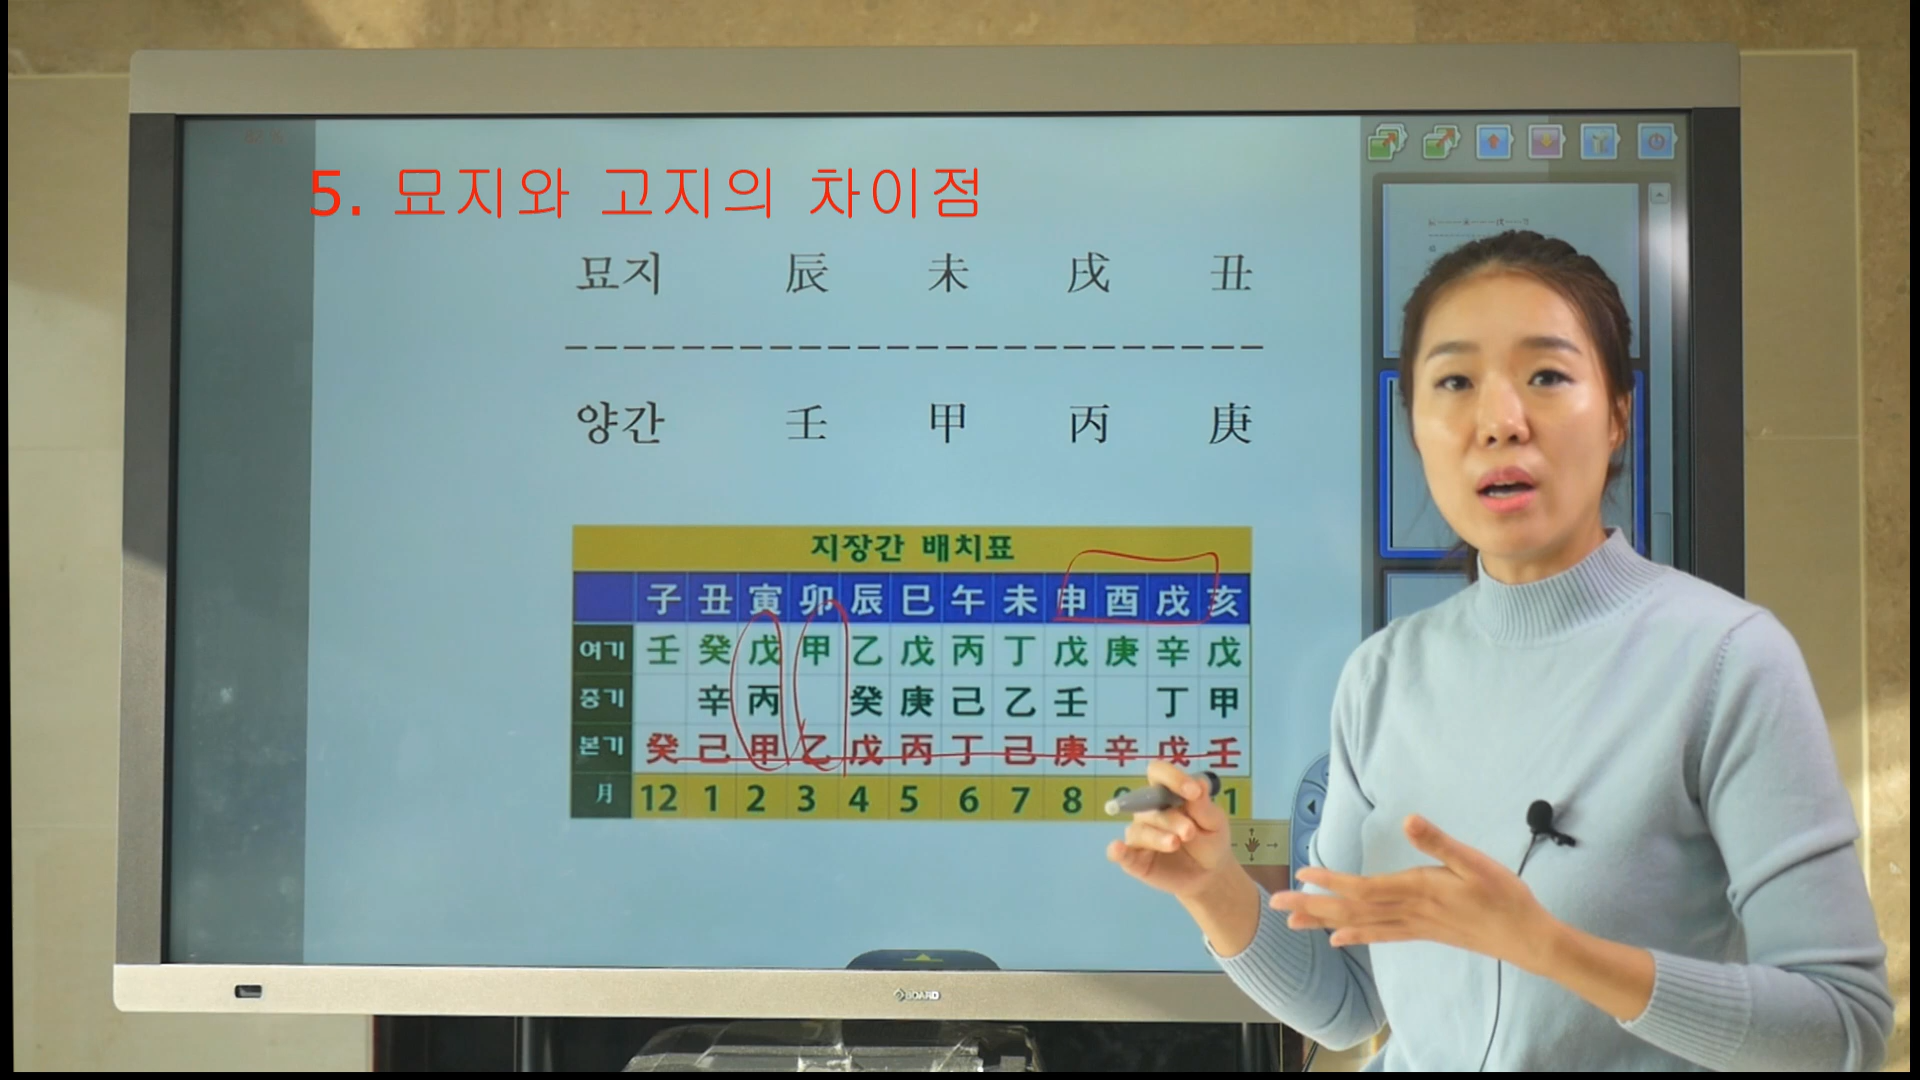 5. 묘지와 고지의 차이점
묘지 辰 未 戌 丑
양간 壬 甲 丙 庚
지장간 배치표
子 丑 寅 卯 辰 巳 午 未 申 酉 戌 亥
여기 壬 癸 戊 甲 乙 戊 丙 丁 戊 庚 辛 戊
중기 辛 丙 癸 庚 己 乙 壬 丁 甲
본기 癸 己 甲 乙 戊 丙 丁 己 庚 辛 戊 壬
月 12 1 2 3 4 5 6 7 8